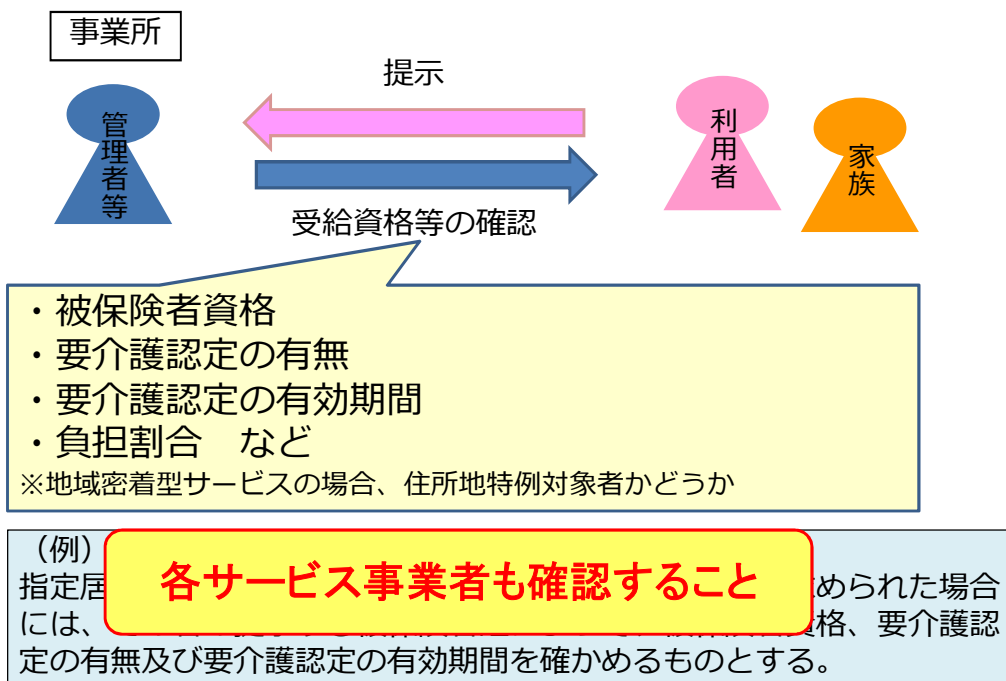 事業所
提示
管理者等
利用者
家族
受給資格等の確認
・被保険者資格
・要介護認定の有無
・要介護認定の有効期間
・負担割合　など
※地域密着型サービスの場合、住所地特例対象者かどうか
（例）
各サービス事業者も確認すること
指定居 められた場合
には、 格、要介護認
定の有無及び要介護認定の有効期間を確かめるものとする。